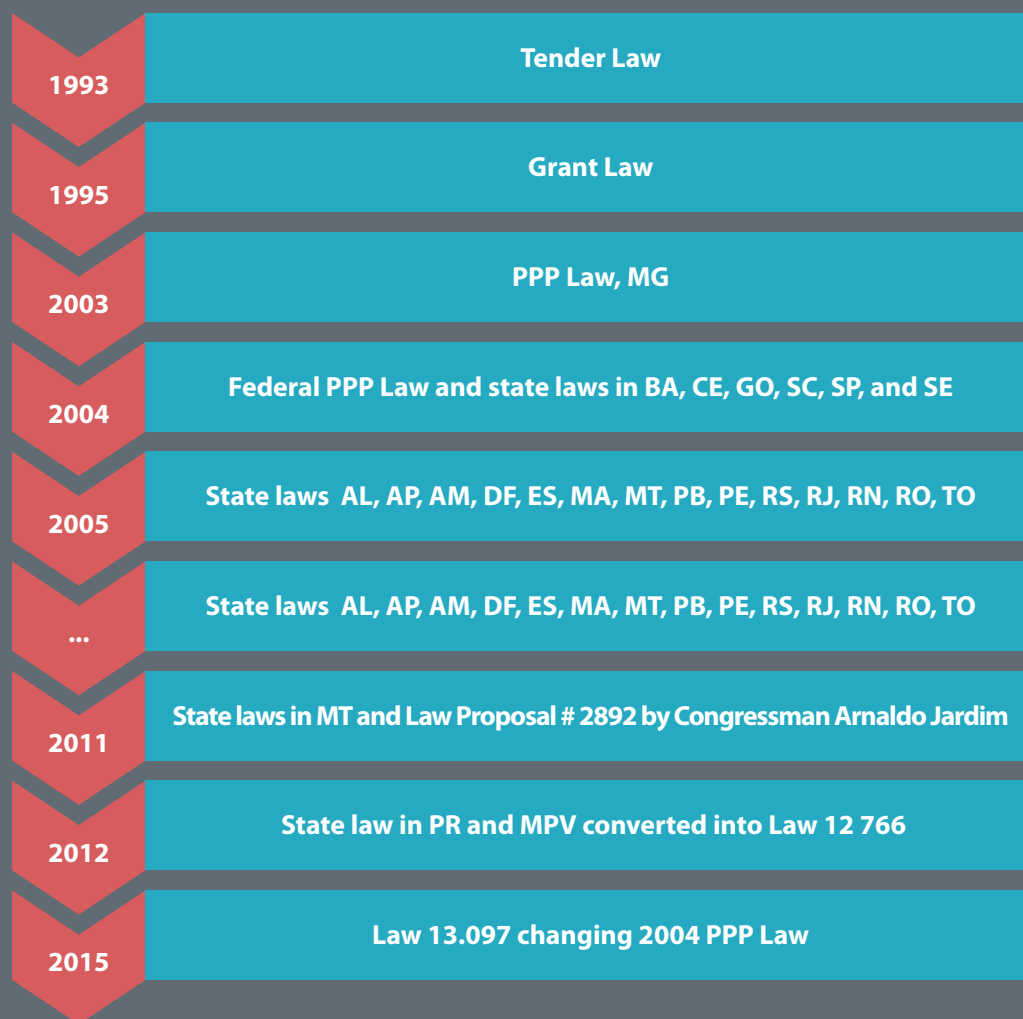 1993
Tender Law
1995
Grant Law
2003
PPP Law, MG
2004
Federal PPP Law and state laws in BA, CE, GO, SC, SP, and SE
2005
State laws AL, AP, AM, DF, ES, MA, MT, PB, PE, RS, RJ, RN, RO, TO
...
State laws AL, AP, AM, DF, ES, MA, MT, PB, PE, RS, RJ, RN, RO, TO
2011
State laws in MT and Law Proposal # 2892 by Congressman Arnaldo Jardim
2012
State law in PR and MPV converted into Law 12 766
2015
Law 13.097 changing 2004 PPP Law